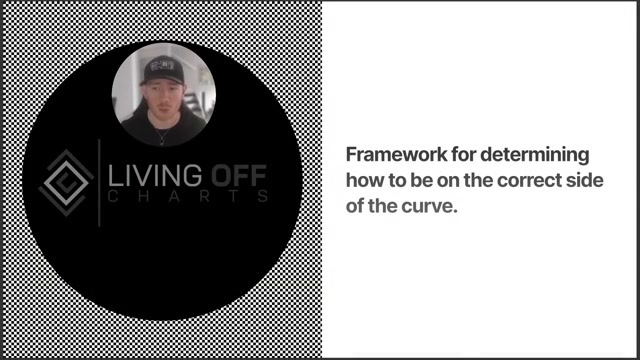 LIVING OFF
CHARTS
Framework for determining
how to be on the correct side
of the curve.